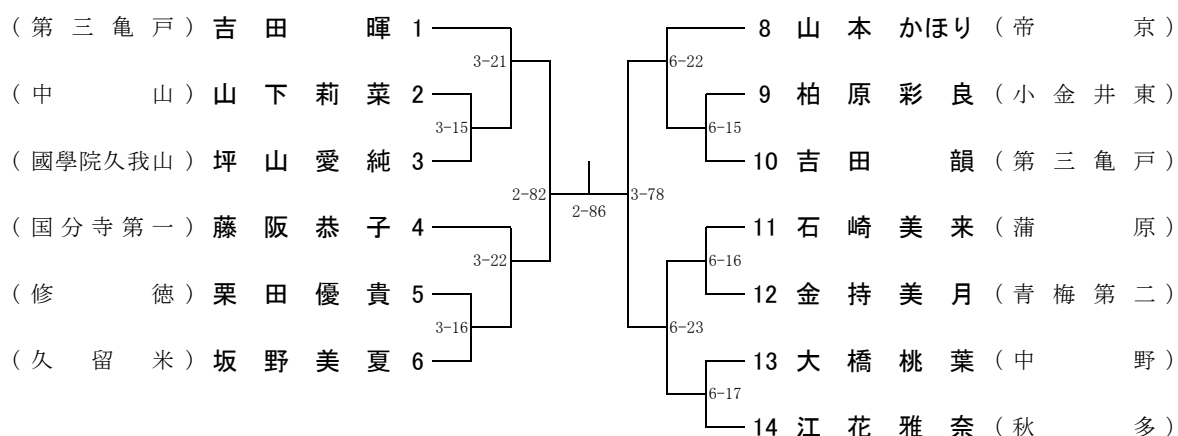 (第三亀戸) 吉田 暉 1
3-21
(中山) 山下莉菜 2
3-15
(國學院久我山) 坪山愛純 3
2-82
(国分寺第一) 藤阪恭子 4
3-22
(修徳) 栗田優貴 5
3-16
(久留米) 坂野美夏 6
2-86
8 山本かほり (帝京)
6-22
9 柏原彩良 (小金井東)
6-15
10 吉田 韻 (第三亀戸)
3-78
11 石崎美来 (蒲原)
6-16
12 金持美月 (青梅第二)
6-23
13 大橋桃葉 (中野)
6-17
14 江花雅奈 (秋多)